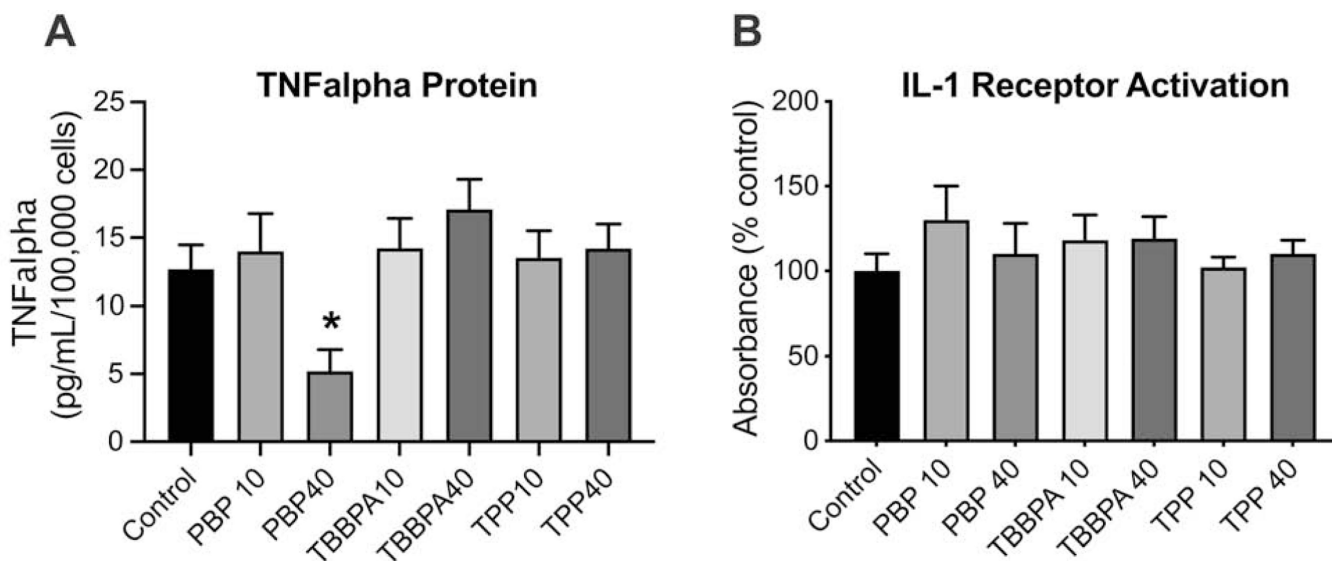 A
TNFalpha Protein
TNFalpha
(pg/mL/100,000 cells)
25
20
15
10
5
0
*
Control
PBP 10
PBP40
TBBPA10
TBBPA40
TPP10
TPP40
B
IL-1 Receptor Activation
Absorbance (% control)
200
150
100
50
0
Control
PBP 10
PBP 40
TBBPA 10
TBBPA 40
TPP 10
TPP 40